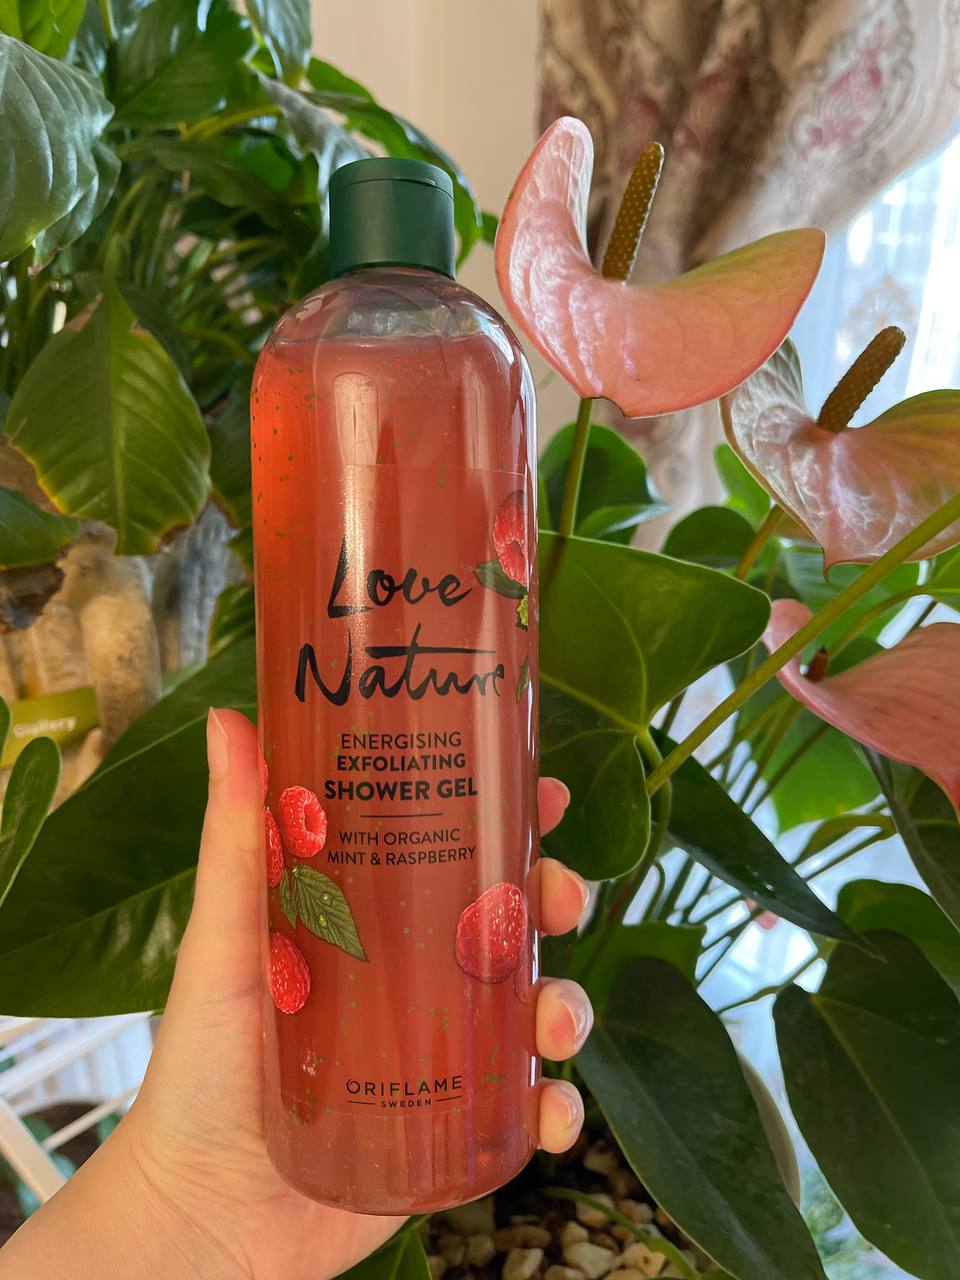 Love
Nature
ENERGISING
EXFOLIATING
SHOWER GEL
WITH ORGANIC
MINT & RASPBERRY
ORIFLAME
SWEDEN